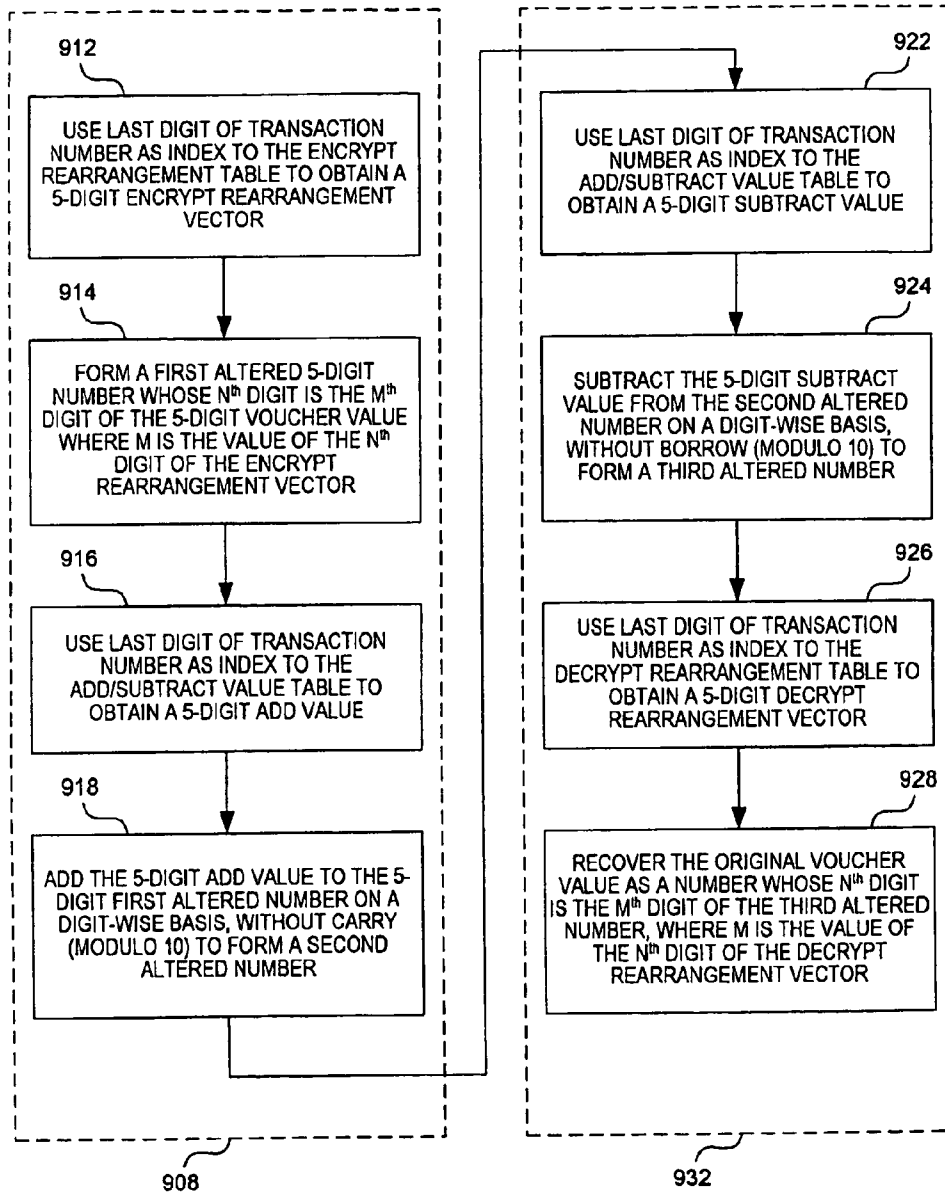 912
USE LAST DIGIT OF TRANSACTION
NUMBER AS INDEX TO THE ENCRYPT
REARRANGEMENT TABLE TO OBTAIN A
5-DIGIT ENCRYPT REARRANGEMENT
VECTOR
914
FORM A FIRST ALTERED 5-DIGIT
NUMBER WHOSE Nth DIGIT IS THE Mth
DIGIT OF THE 5-DIGIT VOUCHER VALUE
WHERE M IS THE VALUE OF THE Nth
DIGIT OF THE ENCRYPT
REARRANGEMENT VECTOR
916
USE LAST DIGIT OF TRANSACTION
NUMBER AS INDEX TO THE
ADD/SUBTRACT VALUE TABLE TO
OBTAIN A 5-DIGIT ADD VALUE
918
ADD THE 5-DIGIT ADD VALUE TO THE 5-
DIGIT FIRST ALTERED NUMBER ON A
DIGIT-WISE BASIS, WITHOUT CARRY
(MODULO 10) TO FORM A SECOND
ALTERED NUMBER
908
922
USE LAST DIGIT OF TRANSACTION
NUMBER AS INDEX TO THE
ADD/SUBTRACT VALUE TABLE TO
OBTAIN A 5-DIGIT SUBTRACT VALUE
924
SUBTRACT THE 5-DIGIT SUBTRACT
VALUE FROM THE SECOND ALTERED
NUMBER ON A DIGIT-WISE BASIS,
WITHOUT BORROW (MODULO 10) TO
FORM A THIRD ALTERED NUMBER
926
USE LAST DIGIT OF TRANSACTION
NUMBER AS INDEX TO THE
DECRYPT REARRANGEMENT TABLE TO
OBTAIN A 5-DIGIT DECRYPT
REARRANGEMENT VECTOR
928
RECOVER THE ORIGINAL VOUCHER
VALUE AS A NUMBER WHOSE Nth DIGIT
IS THE Mth DIGIT OF THE THIRD ALTERED
NUMBER, WHERE M IS THE VALUE OF
THE Nth DIGIT OF THE DECRYPT
REARRANGEMENT VECTOR
932